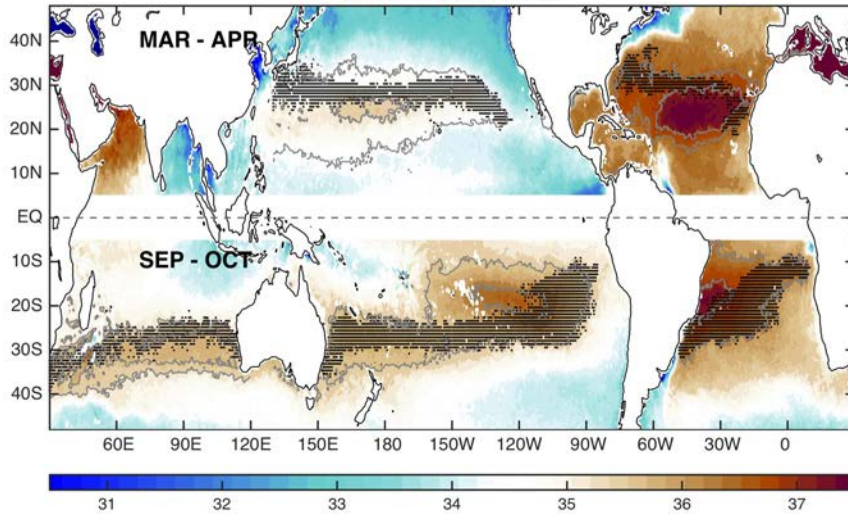 40N
MAR - APR
30N
20N
10N
EQ
SEP - OCT
10S
20S
30S
40S
60E 90E 120E 150E 180 150W 120W 90W 60W 30W 0
31 32 33 34 35 36 37